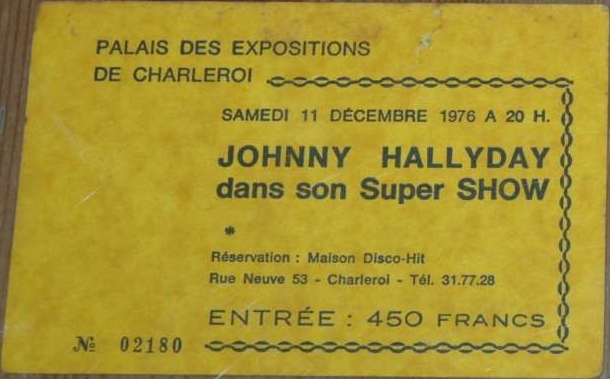 PALAIS DES EXPOSITIONS
DE CHARLEROI
SAMEDI 11 DÉCEMBRE 1976 A 20 H.
JOHNNY HALLYDAY
dans son Super SHOW
*
Réservation : Maison Disco-Hit
Rue Neuve 53 - Charleroi - Tél. 31.77.28
ENTRÉE : 450 FRANCS
№ 02180